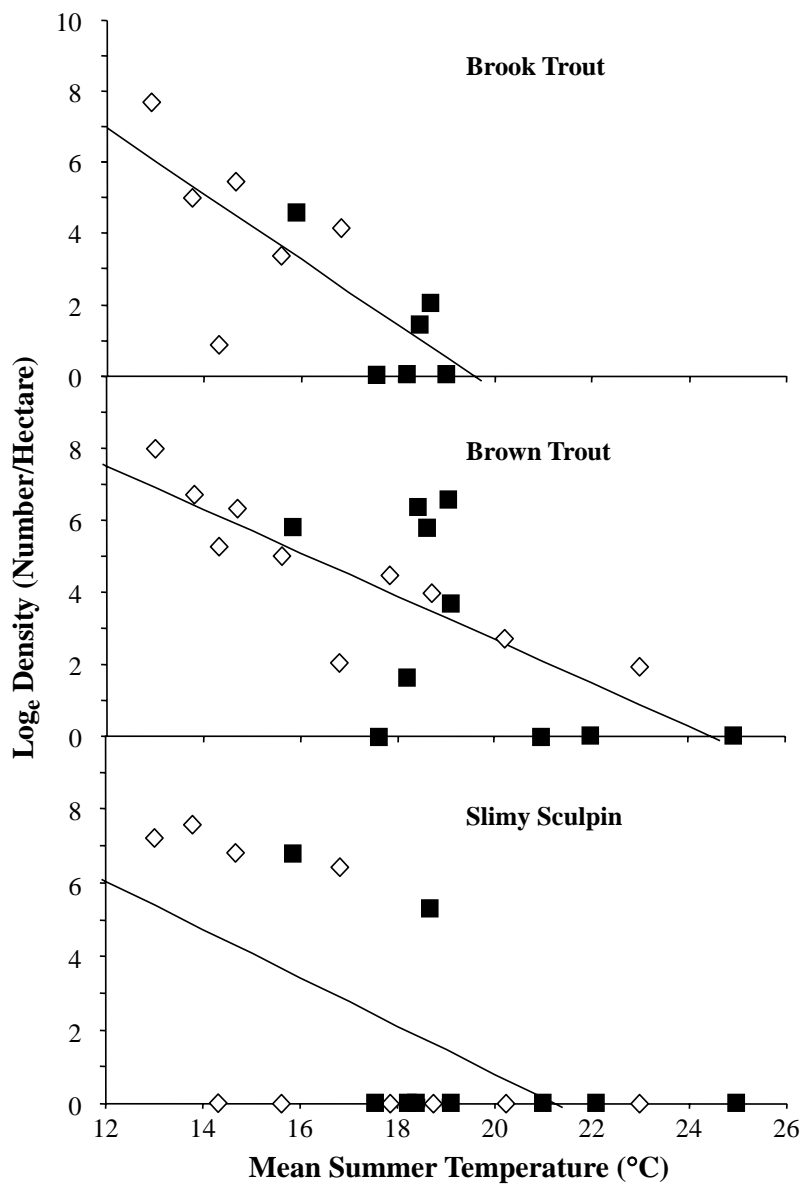 10
8
6
4
2
0
Brook Trout
8
6
4
2
0
Brown Trout
8
6
4
2
0
Slimy Sculpin
12 14 16 18 20 22 24 26
Mean Summer Temperature (°C)
Logₑ Density (Number/Hectare)